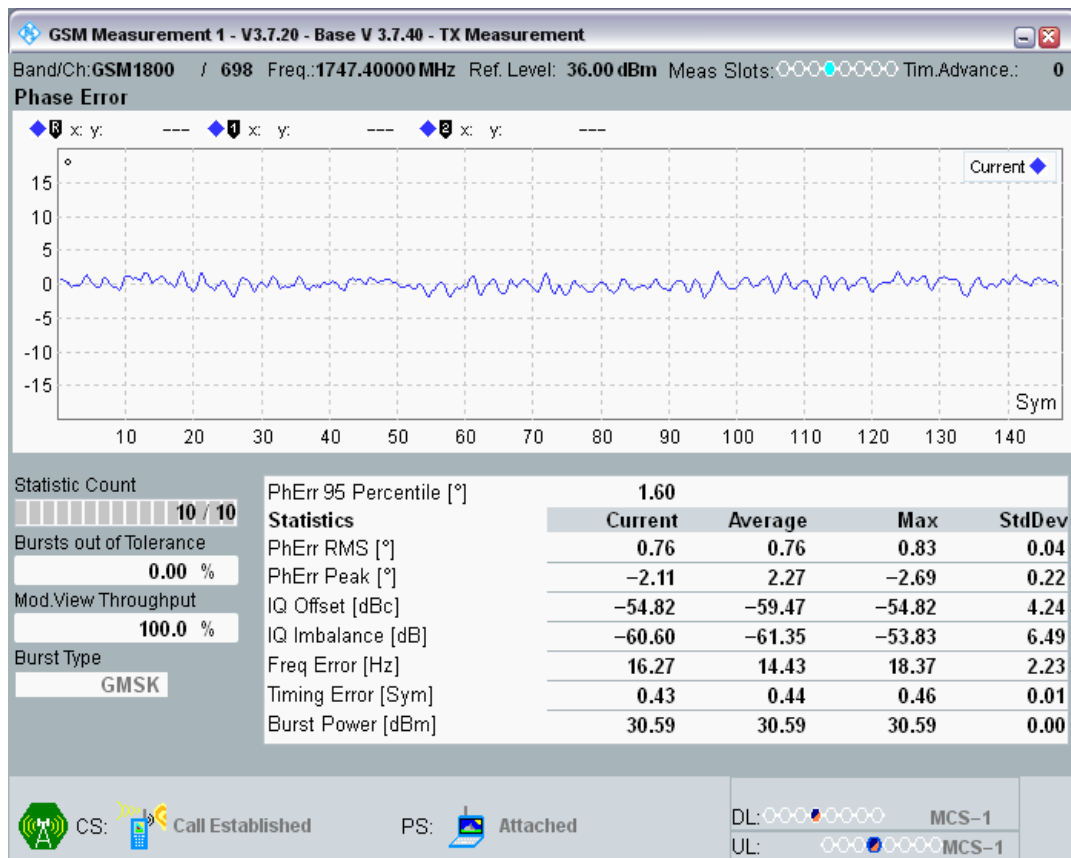 GSM Measurement 1 - V3.7.20 - Base V 3.7.40 - TX Measurement
Band/Ch:GSM1800 / 698 Freq.:1747.40000 MHz Ref. Level: 36.00 dBm Meas Slots: Tim.Advance.: 0
Phase Error
R x: y: --- 1 x: y: --- 2 x: y: ---
°
Current
15
10
5
0
-5
-10
-15
Sym
10 20 30 40 50 60 70 80 90 100 110 120 130 140
Statistic Count
10 / 10
Bursts out of Tolerance
0.00 %
Mod.View Throughput
100.0 %
Burst Type
GMSK
PhErr 95 Percentile [°] 1.60
Statistics Current Average Max StdDev
PhErr RMS [°] 0.76 0.76 0.83 0.04
PhErr Peak [°] −2.11 2.27 −2.69 0.22
IQ Offset [dBc] −54.82 −59.47 −54.82 4.24
IQ Imbalance [dB] −60.60 −61.35 −53.83 6.49
Freq Error [Hz] 16.27 14.43 18.37 2.23
Timing Error [Sym] 0.43 0.44 0.46 0.01
Burst Power [dBm] 30.59 30.59 30.59 0.00
CS: Call Established PS: Attached
DL: MCS−1
UL: MCS−1